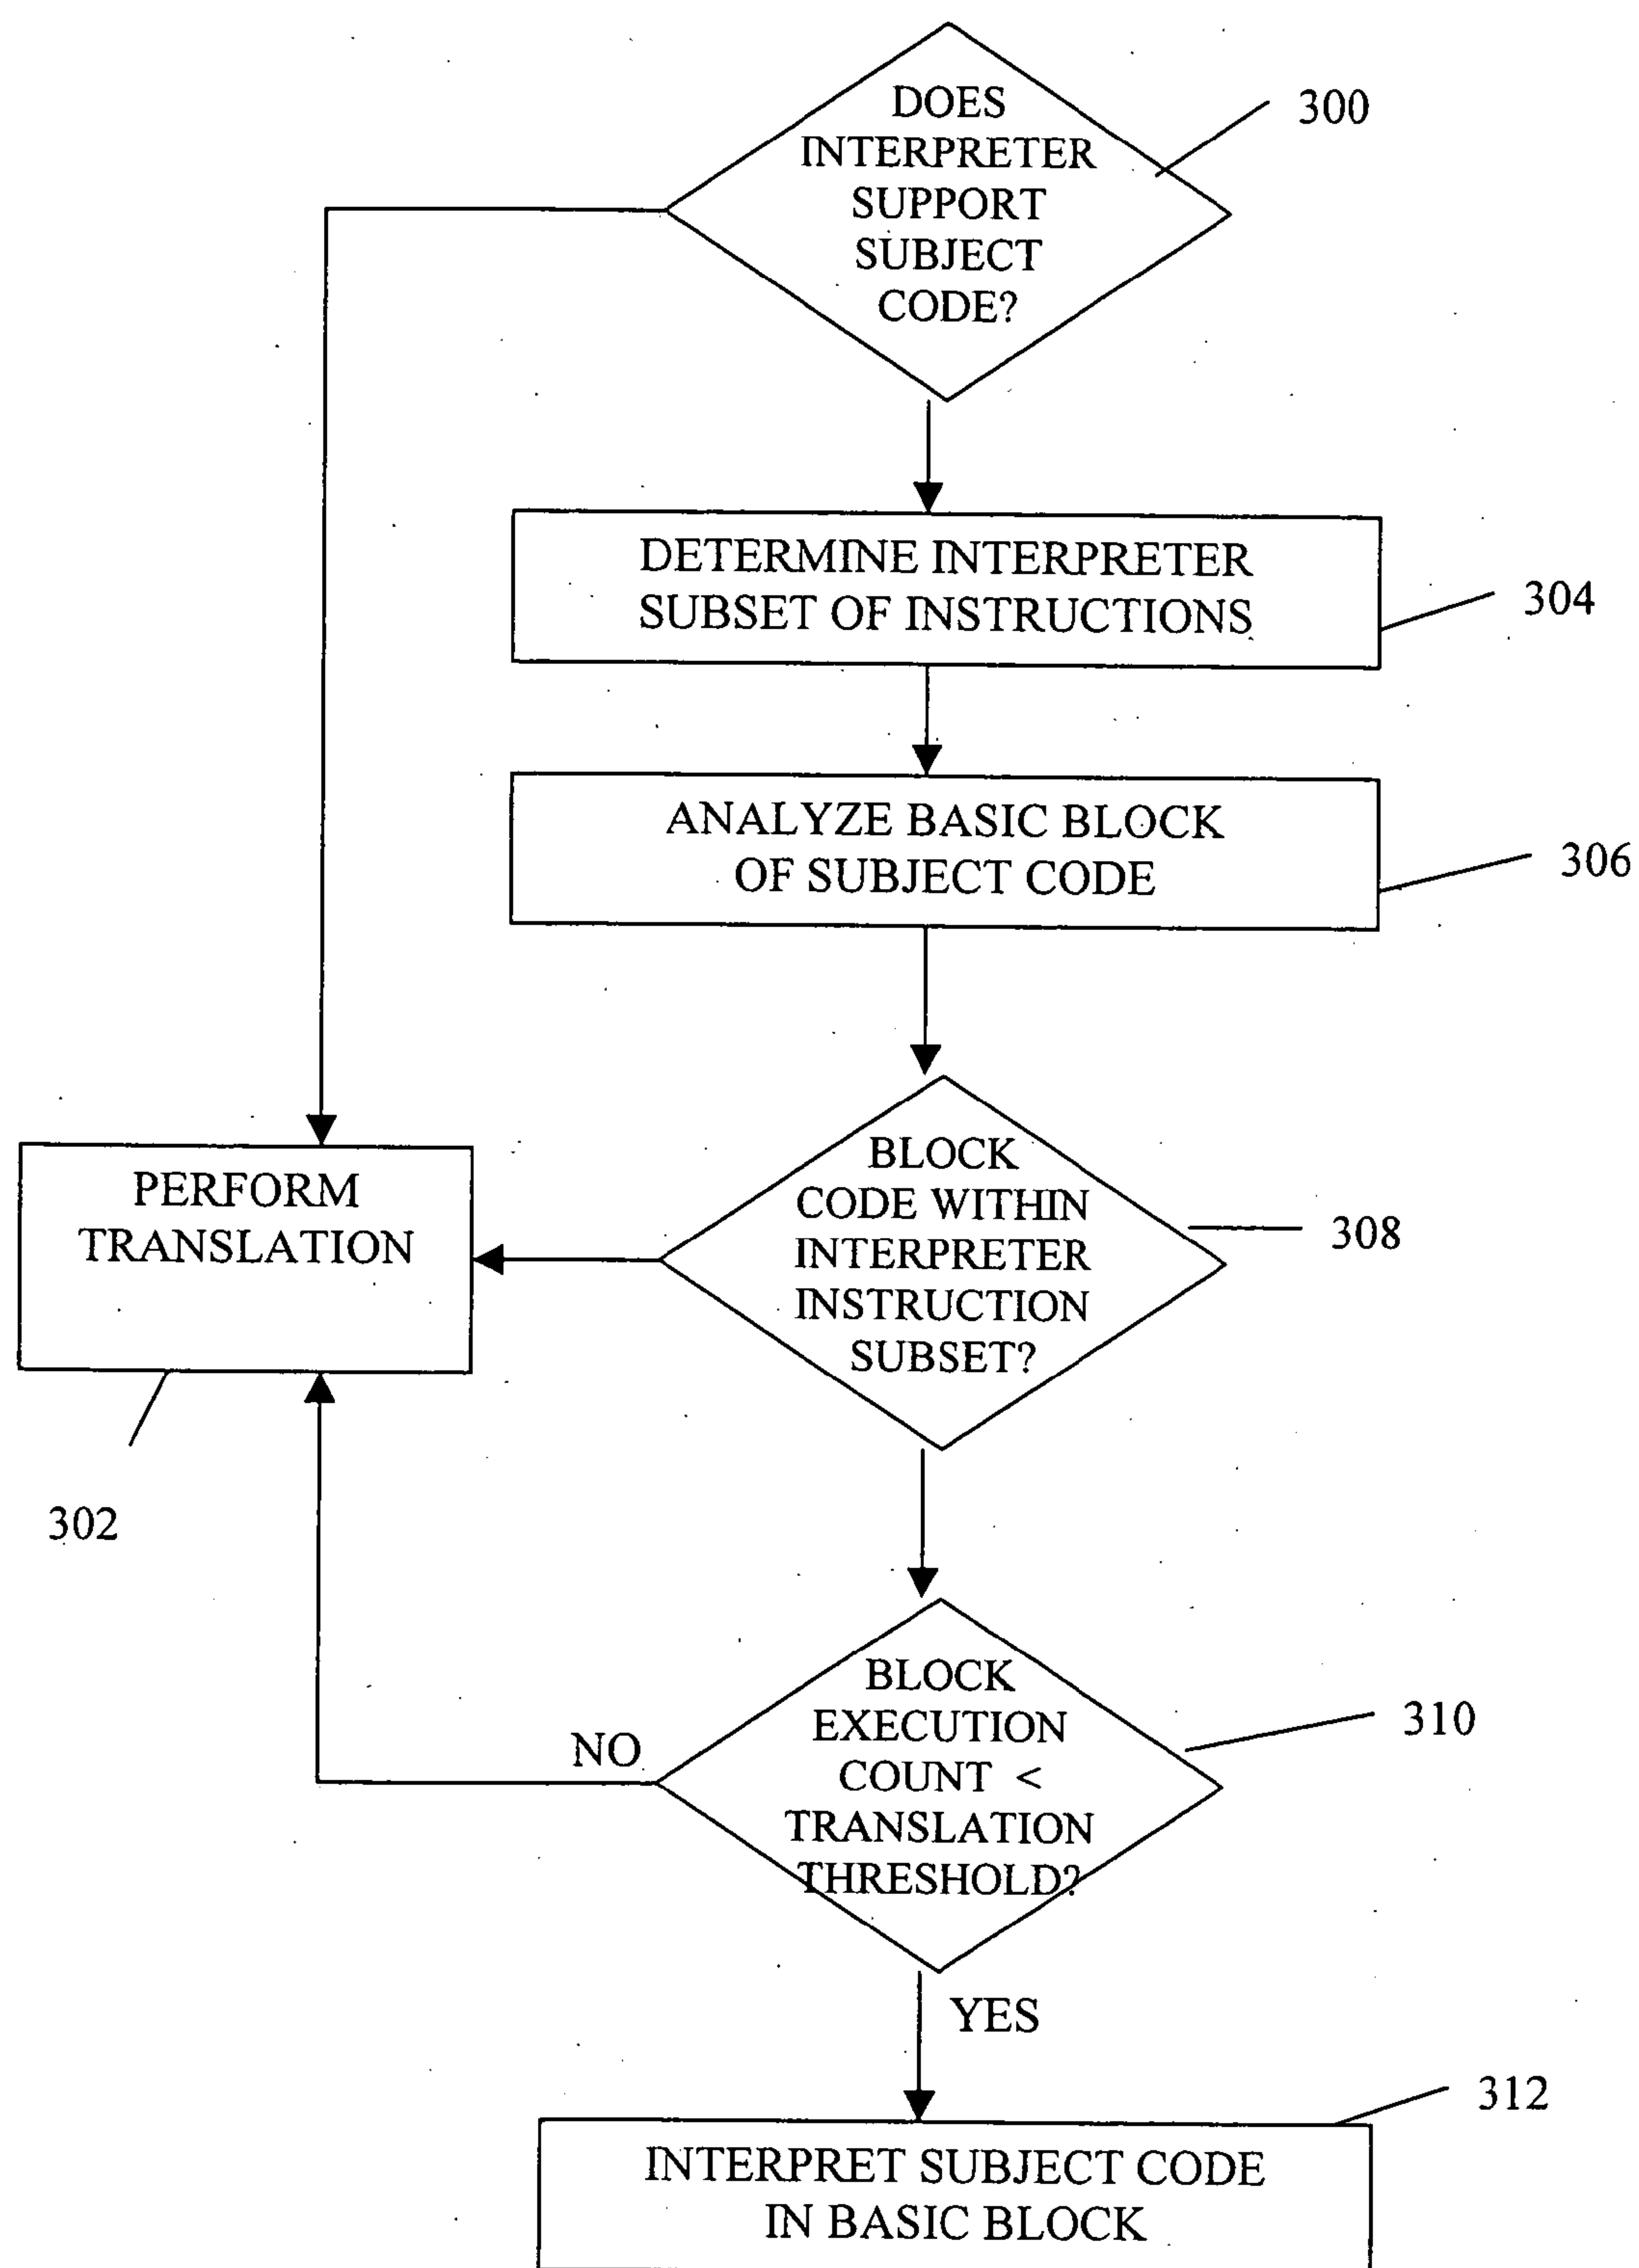 DOES
INTERPRETER
SUPPORT
SUBJECT
CODE?
300
DETERMINE INTERPRETER
SUBSET OF INSTRUCTIONS
304
ANALYZE BASIC BLOCK
OF SUBJECT CODE
306
PERFORM
TRANSLATION
302
BLOCK
CODE WITHIN
INTERPRETER
INSTRUCTION
SUBSET?
308
BLOCK
EXECUTION
COUNT <
TRANSLATION
THRESHOLD?
310
NO
YES
312
INTERPRET SUBJECT CODE
IN BASIC BLOCK